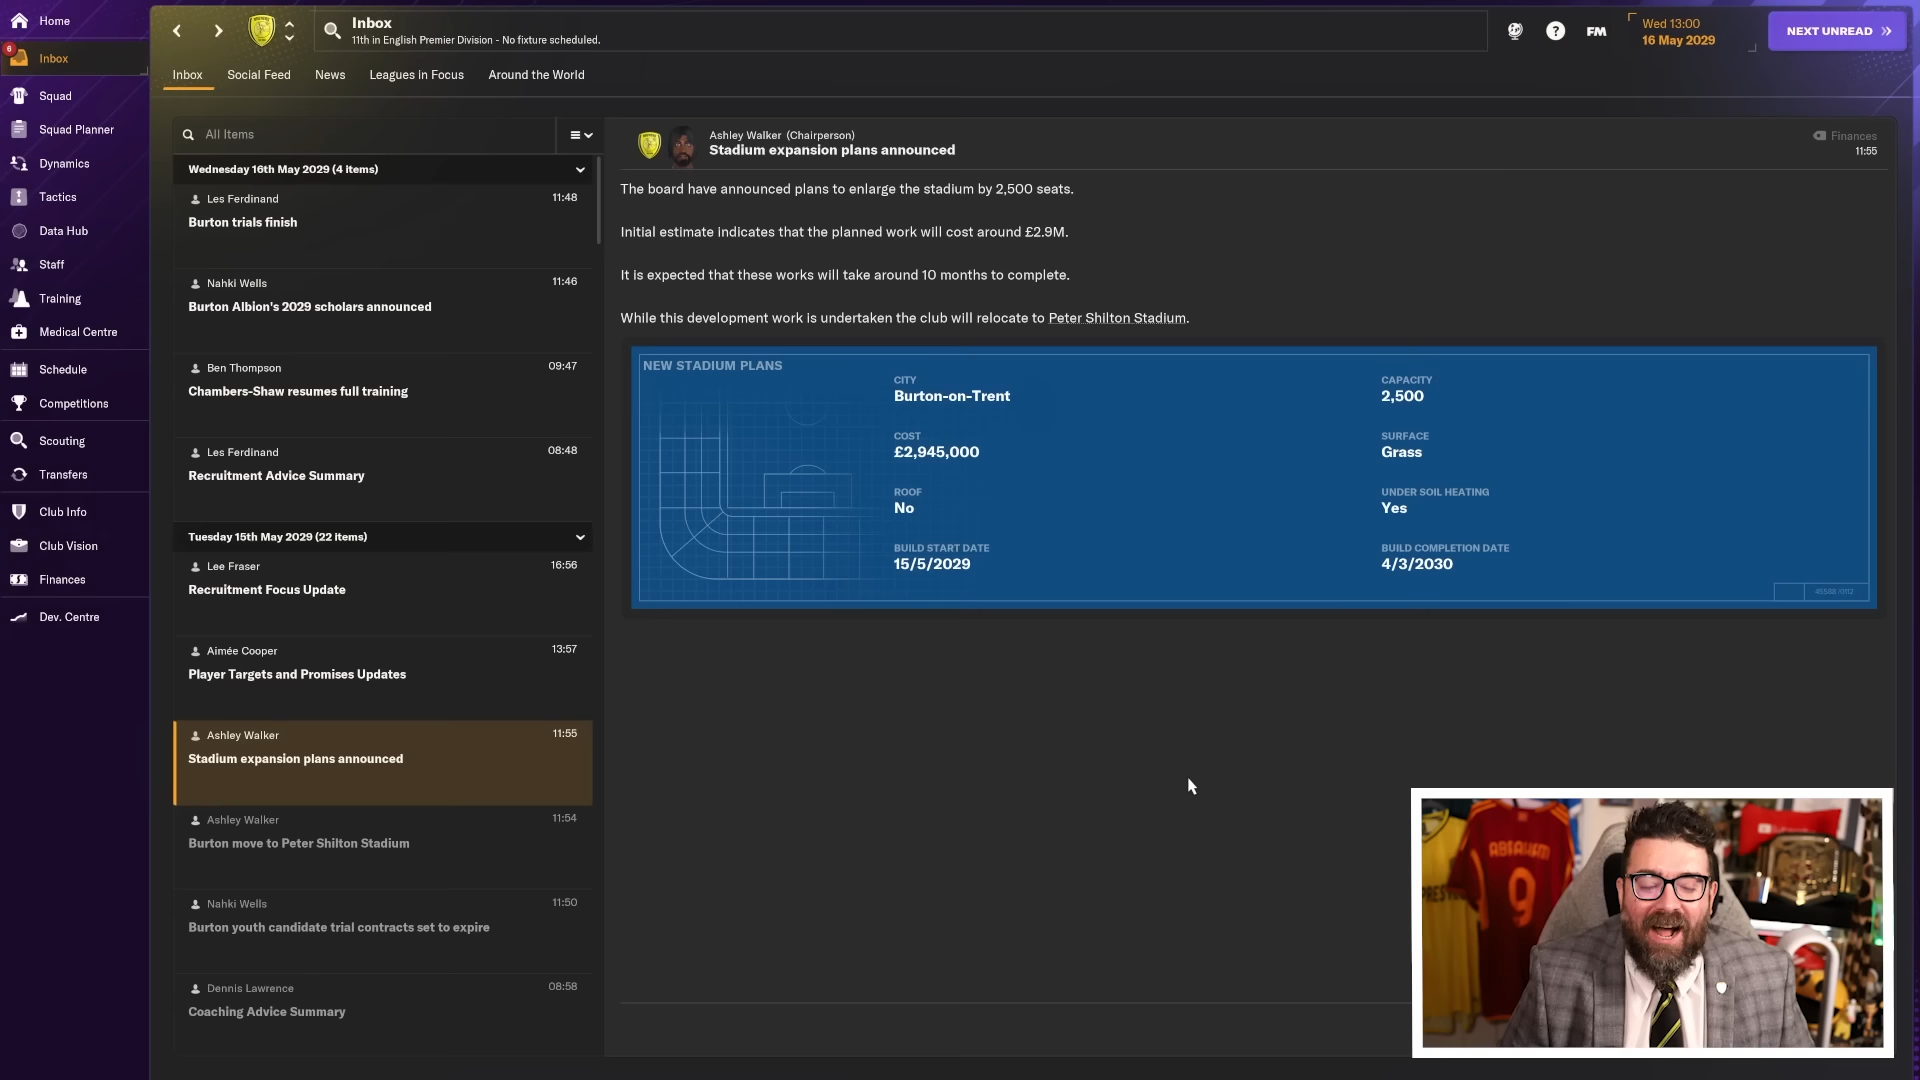 Home
6
Inbox
Squad
Squad Planner
Dynamics
Tactics
Data Hub
Staff
Training
Medical Centre
Schedule
Competitions
Scouting
Transfers
Club Info
Club Vision
Finances
Dev. Centre
Inbox
11th in English Premier Division - No fixture scheduled.
FM
Wed 13:00
16 May 2029
NEXT UNREAD
Inbox
Social Feed
News
Leagues in Focus
Around the World
All Items
Wednesday 16th May 2029 (4 items)
Les Ferdinand 11:48
Burton trials finish
Nahki Wells 11:46
Burton Albion's 2029 scholars announced
Ben Thompson 09:47
Chambers-Shaw resumes full training
Les Ferdinand 08:48
Recruitment Advice Summary
Tuesday 15th May 2029 (22 items)
Lee Fraser 16:56
Recruitment Focus Update
Aimée Cooper 13:57
Player Targets and Promises Updates
Ashley Walker 11:55
Stadium expansion plans announced
Ashley Walker 11:54
Burton move to Peter Shilton Stadium
Nahki Wells 11:50
Burton youth candidate trial contracts set to expire
Dennis Lawrence 08:58
Coaching Advice Summary
Ashley Walker (Chairperson)
Stadium expansion plans announced
Finances
11:55
The board have announced plans to enlarge the stadium by 2,500 seats.
Initial estimate indicates that the planned work will cost around £2.9M.
It is expected that these works will take around 10 months to complete.
While this development work is undertaken the club will relocate to Peter Shilton Stadium.
NEW STADIUM PLANS
CITY
Burton-on-Trent
CAPACITY
2,500
COST
£2,945,000
SURFACE
Grass
ROOF
No
UNDER SOIL HEATING
Yes
BUILD START DATE
15/5/2029
BUILD COMPLETION DATE
4/3/2030
ABRAHAM
9